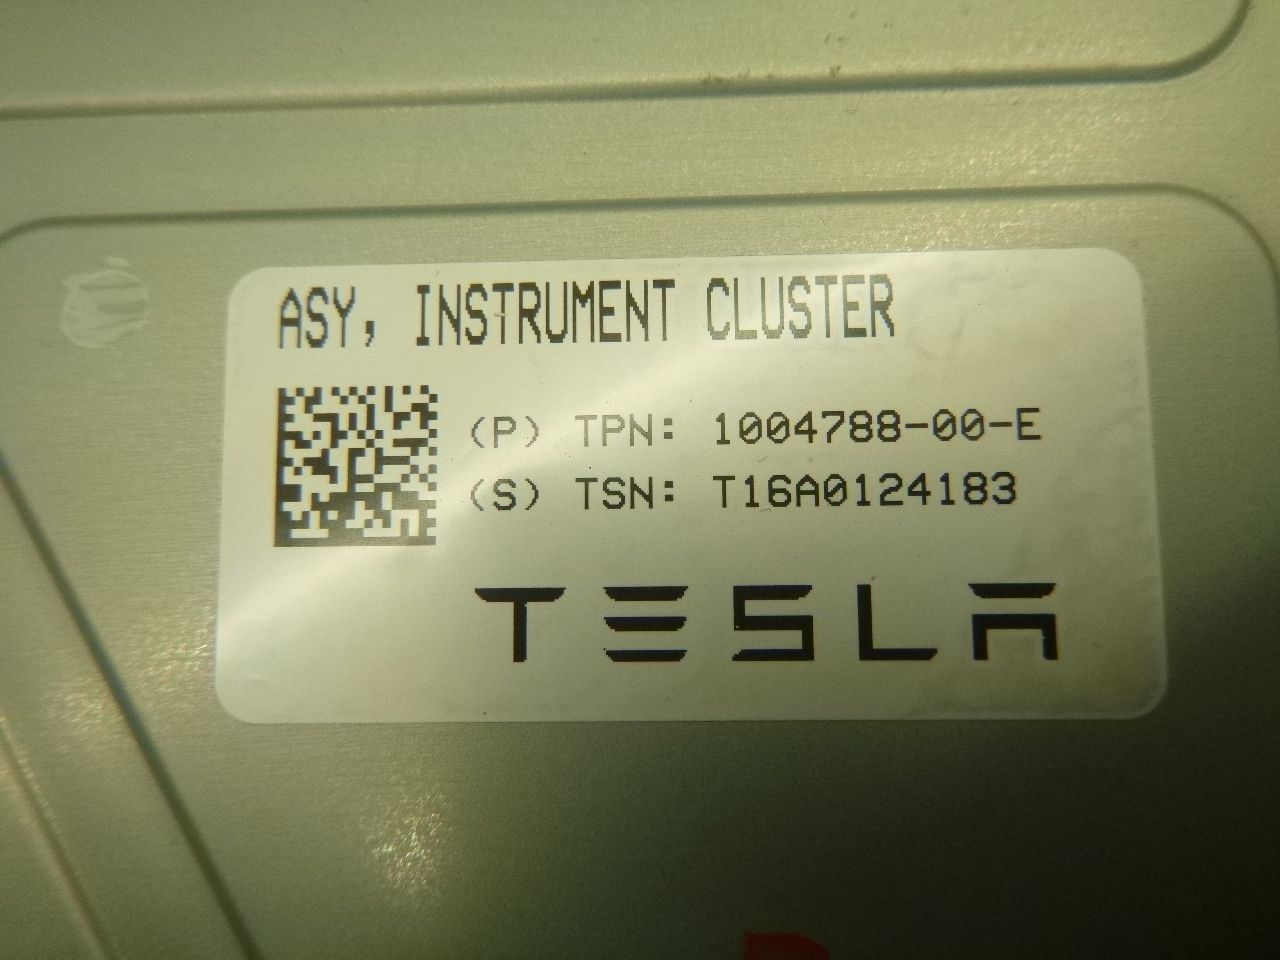 ASY, INSTRUMENT CLUSTER
(P) TPN: 1004788-00-E
(S) TSN: T16A0124183
TESLA